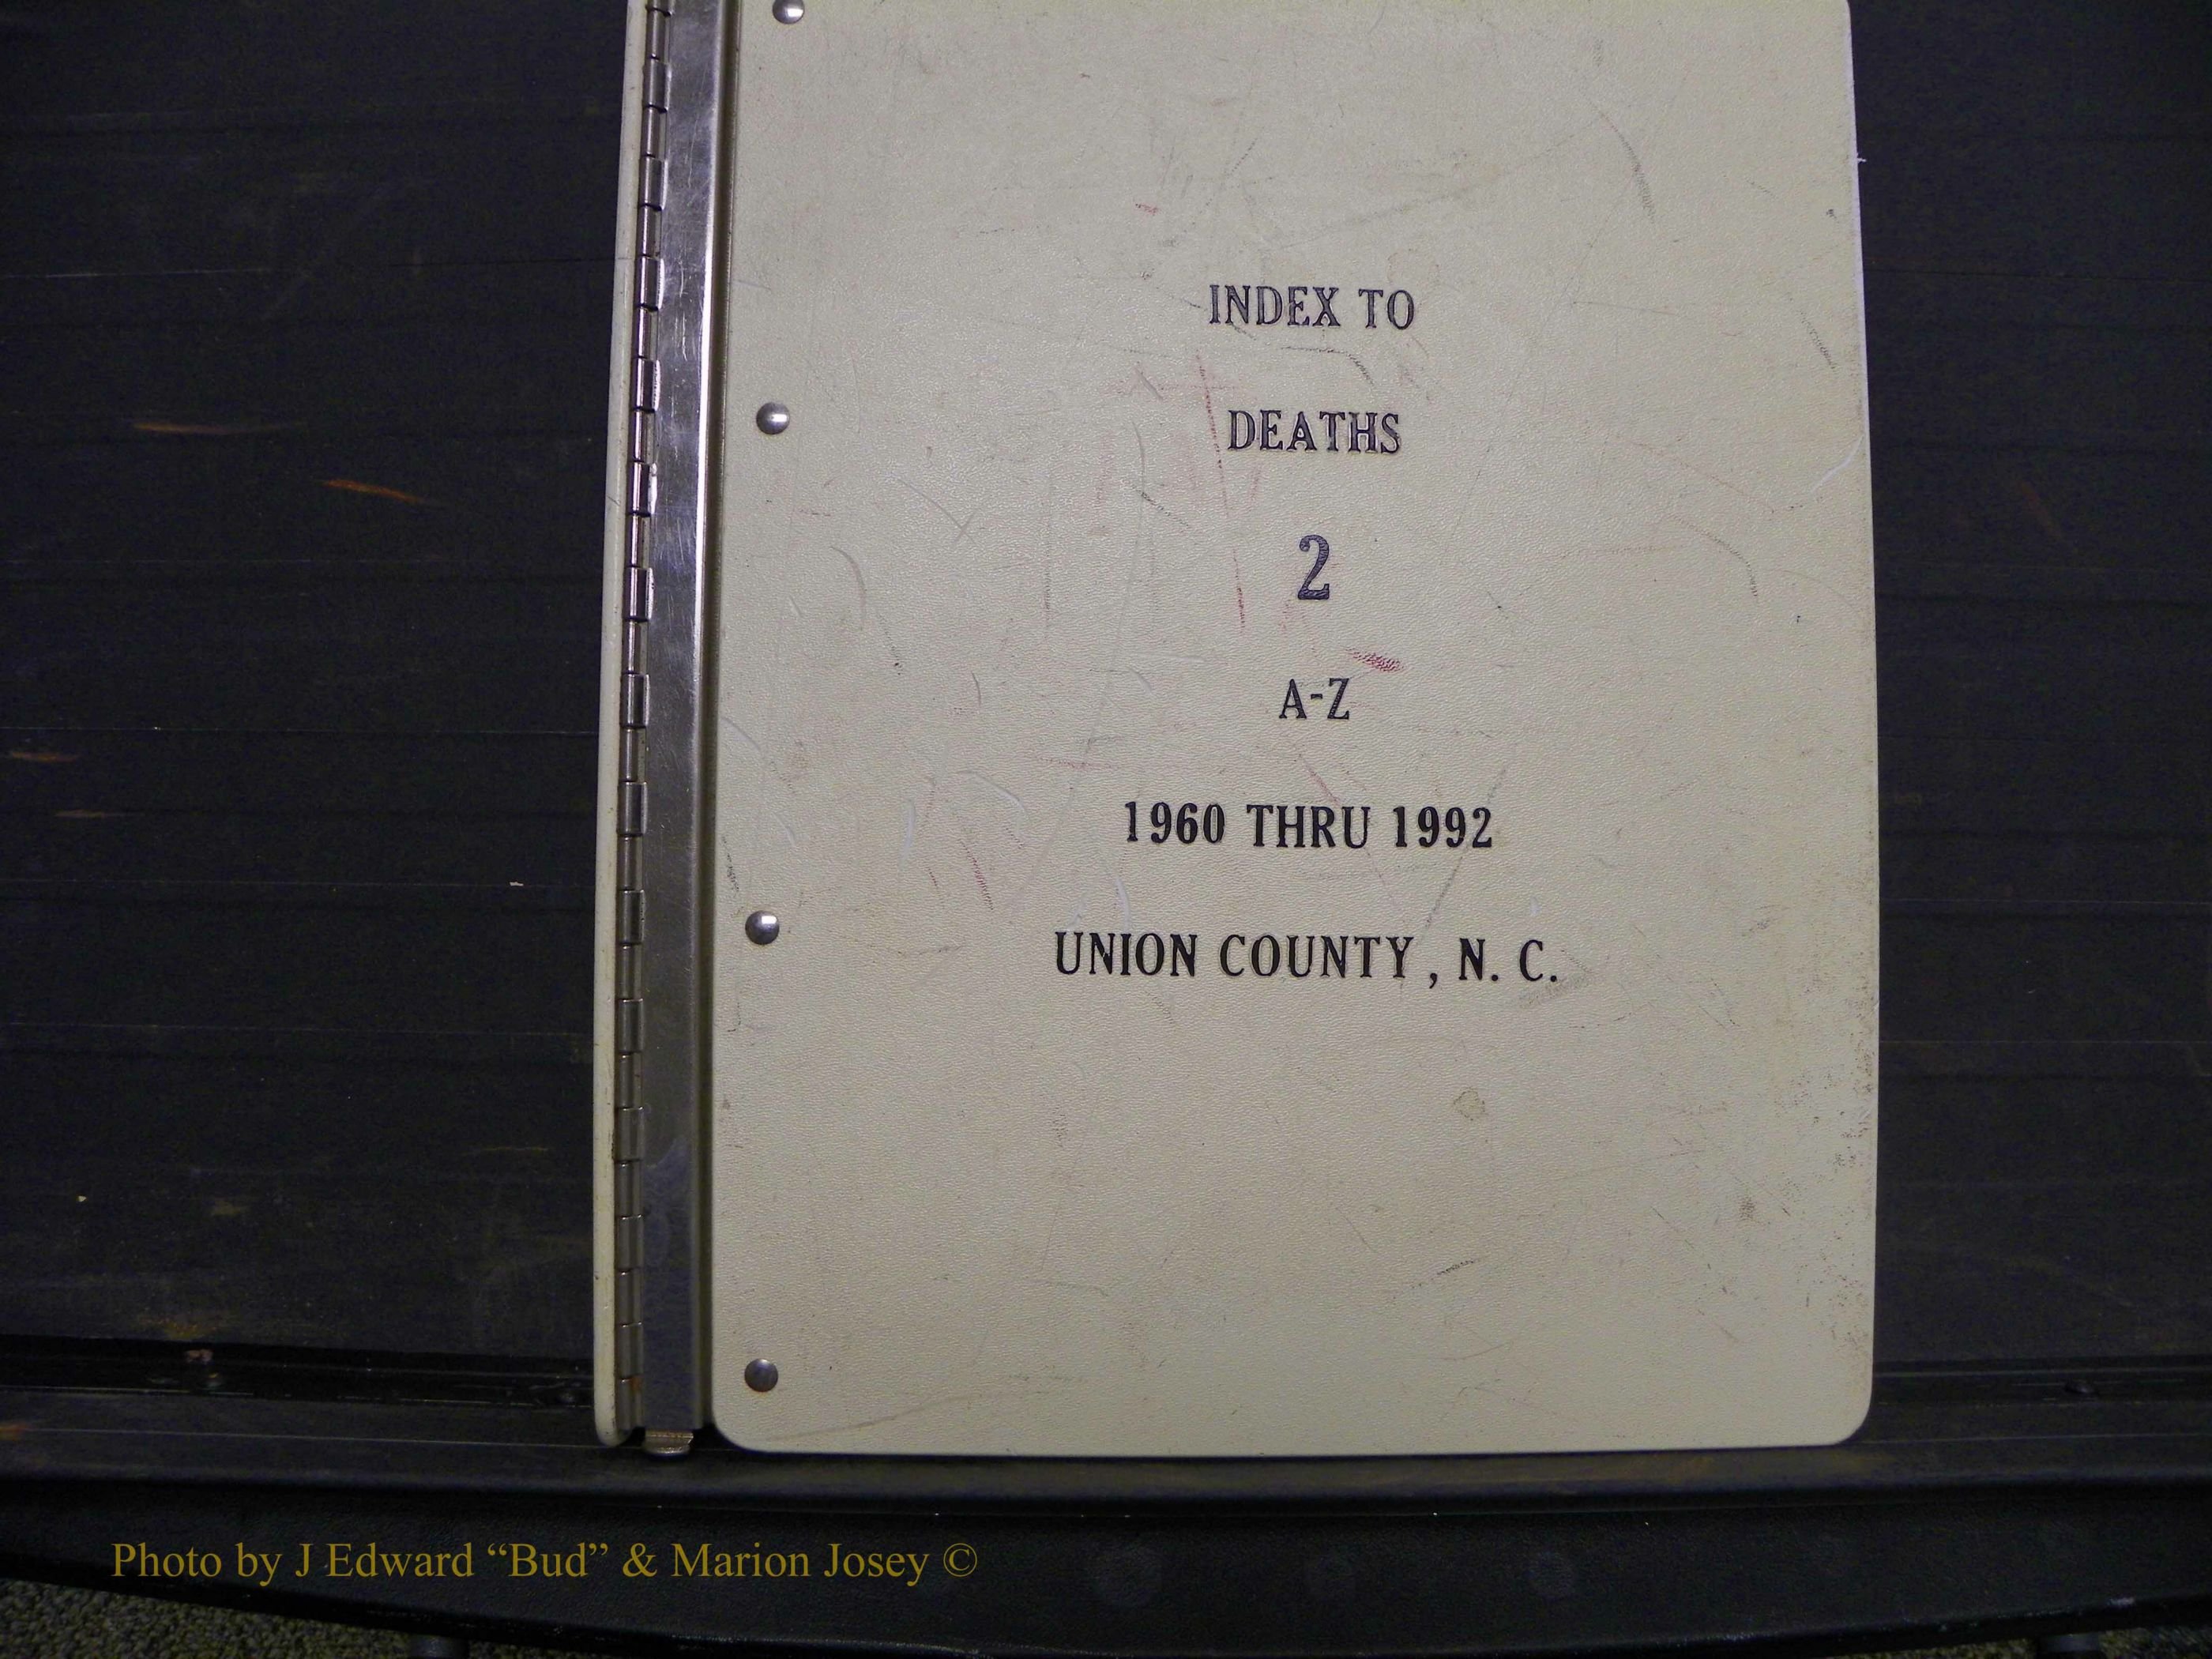 INDEX TO
DEATHS
2
A-Z
1960 THRU 1992
UNION COUNTY, N. C.
Photo by J Edward “Bud” & Marion Josey ©